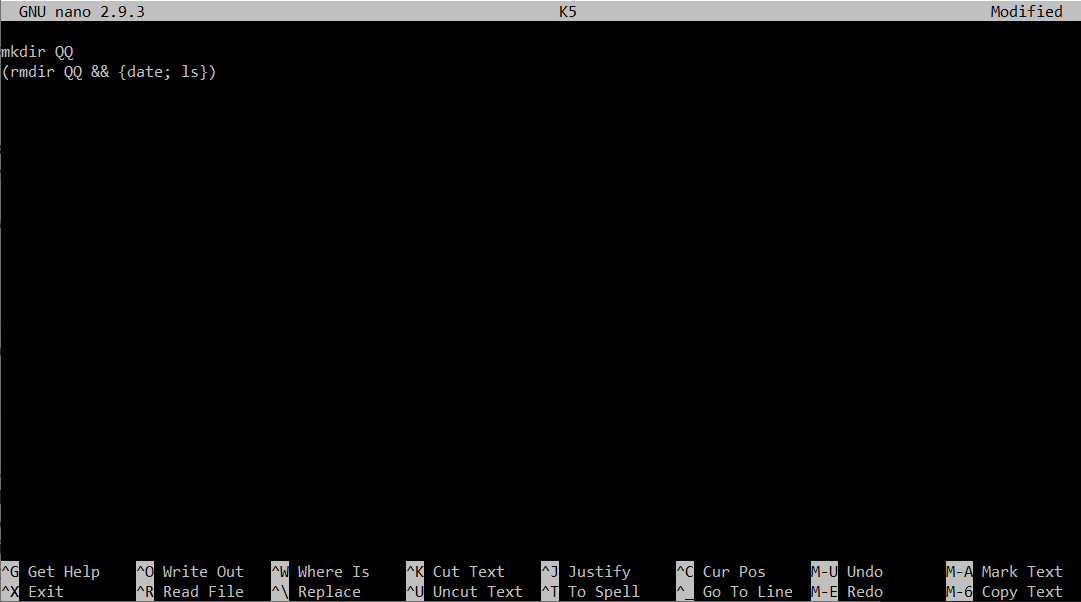 GNU nano 2.9.3 K5 Modified
mkdir QQ
(rmdir QQ && {date; ls})
^G Get Help ^O Write Out ^W Where Is ^K Cut Text ^J Justify ^C Cur Pos M-U Undo M-A Mark Text
^X Exit ^R Read File ^\ Replace ^U Uncut Text ^T To Spell ^_ Go To Line M-E Redo M-6 Copy Text